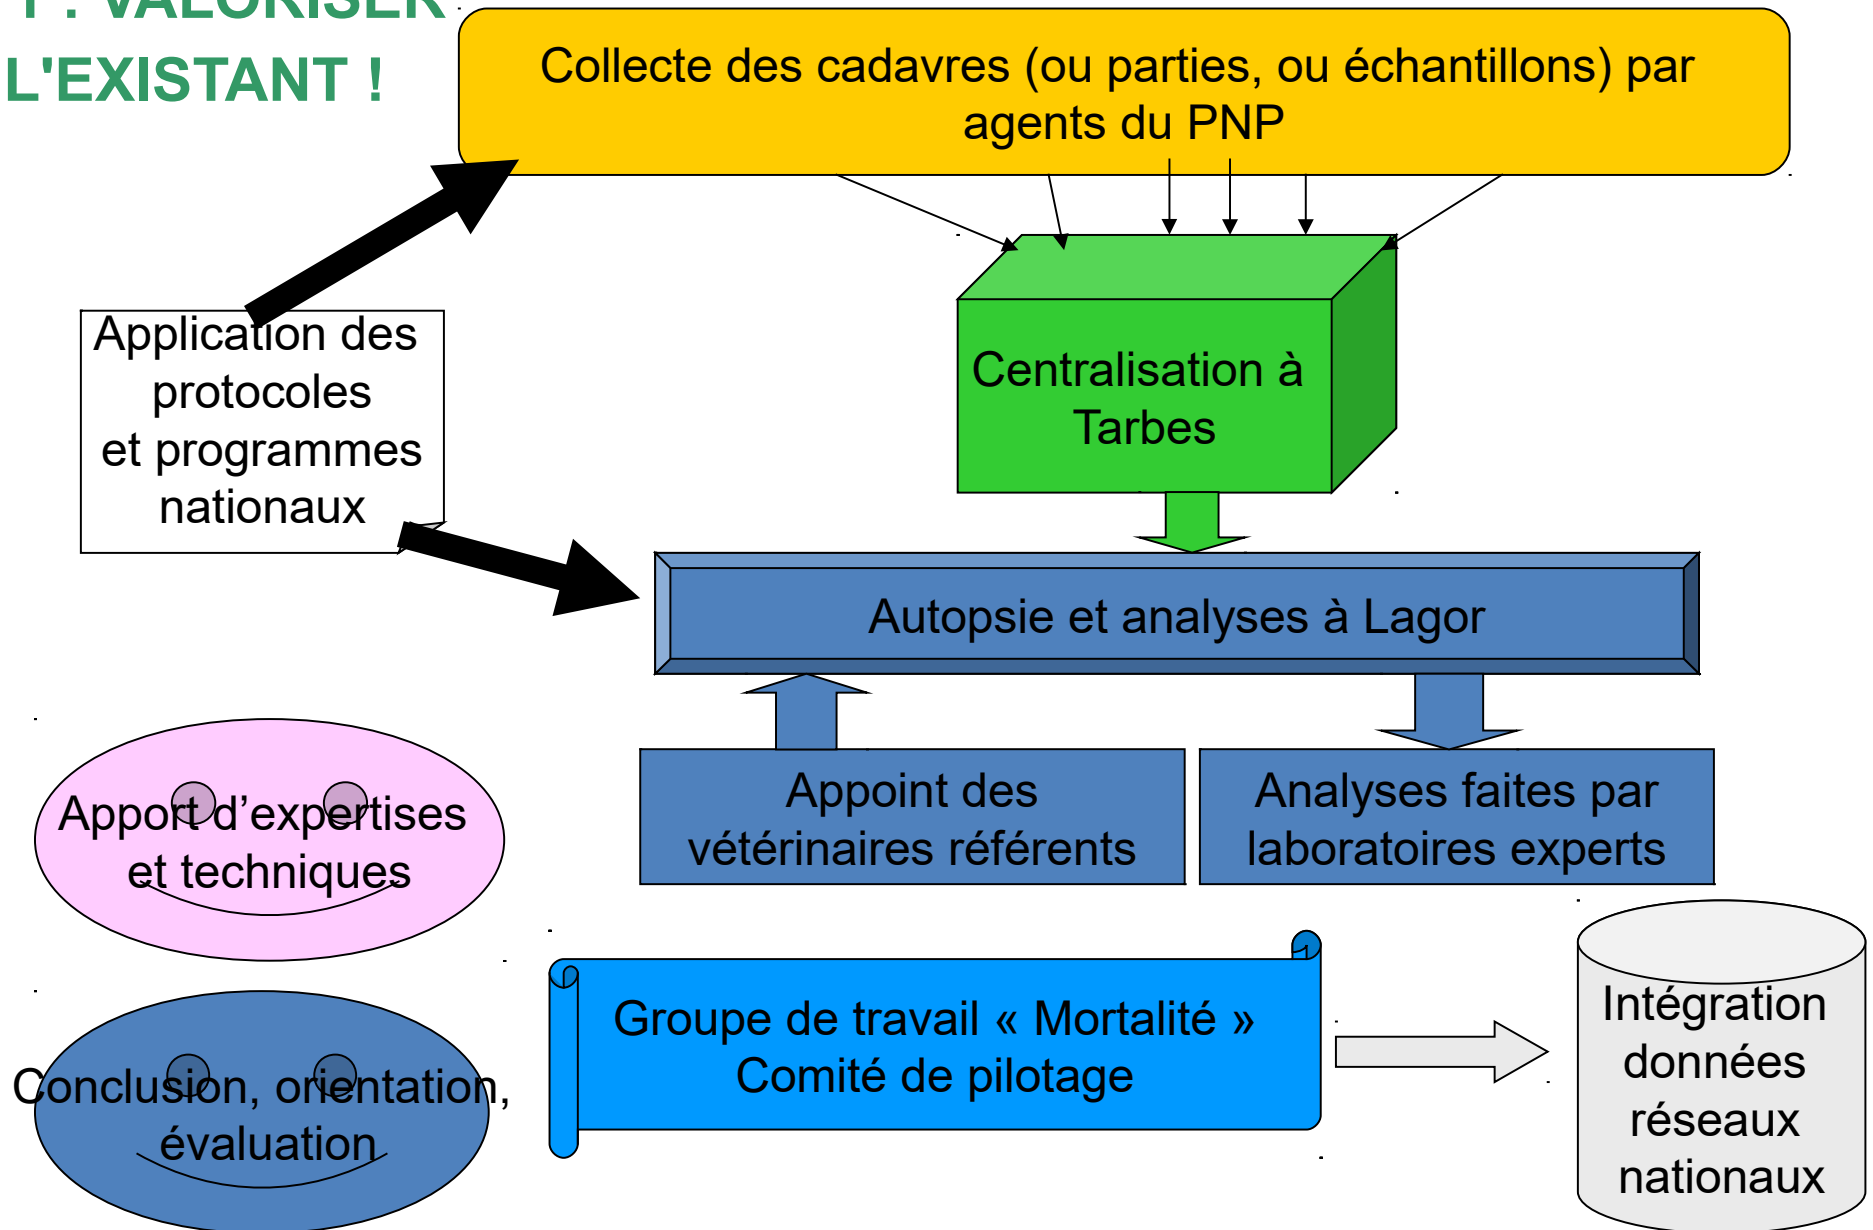 1 : VALORISER
L'EXISTANT !
Collecte des cadavres (ou parties, ou échantillons) par
agents du PNP
Application des
protocoles
et programmes
nationaux
Centralisation à
Tarbes
Autopsie et analyses à Lagor
Appoint des
vétérinaires référents
Analyses faites par
laboratoires experts
Apport d’expertises
et techniques
Groupe de travail « Mortalité »
Comité de pilotage
Intégration
données
réseaux
nationaux
Conclusion, orientation,
évaluation